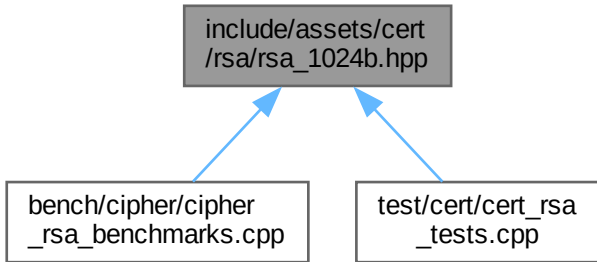 include/assets/cert
/rsa/rsa_1024b.hpp
bench/cipher/cipher
_rsa_benchmarks.cpp
test/cert/cert_rsa
_tests.cpp